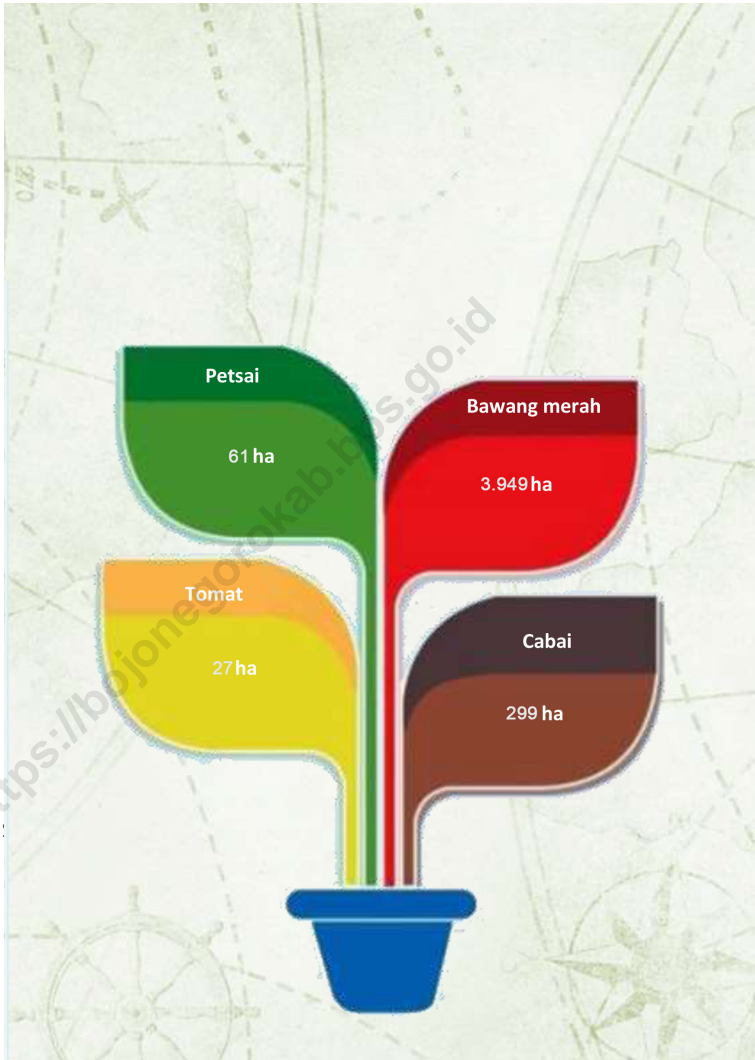 Petsai
61 ha
Bawang merah
3.949 ha
Tomat
27 ha
Cabai
299 ha
https://bojonegorokab.bps.go.id